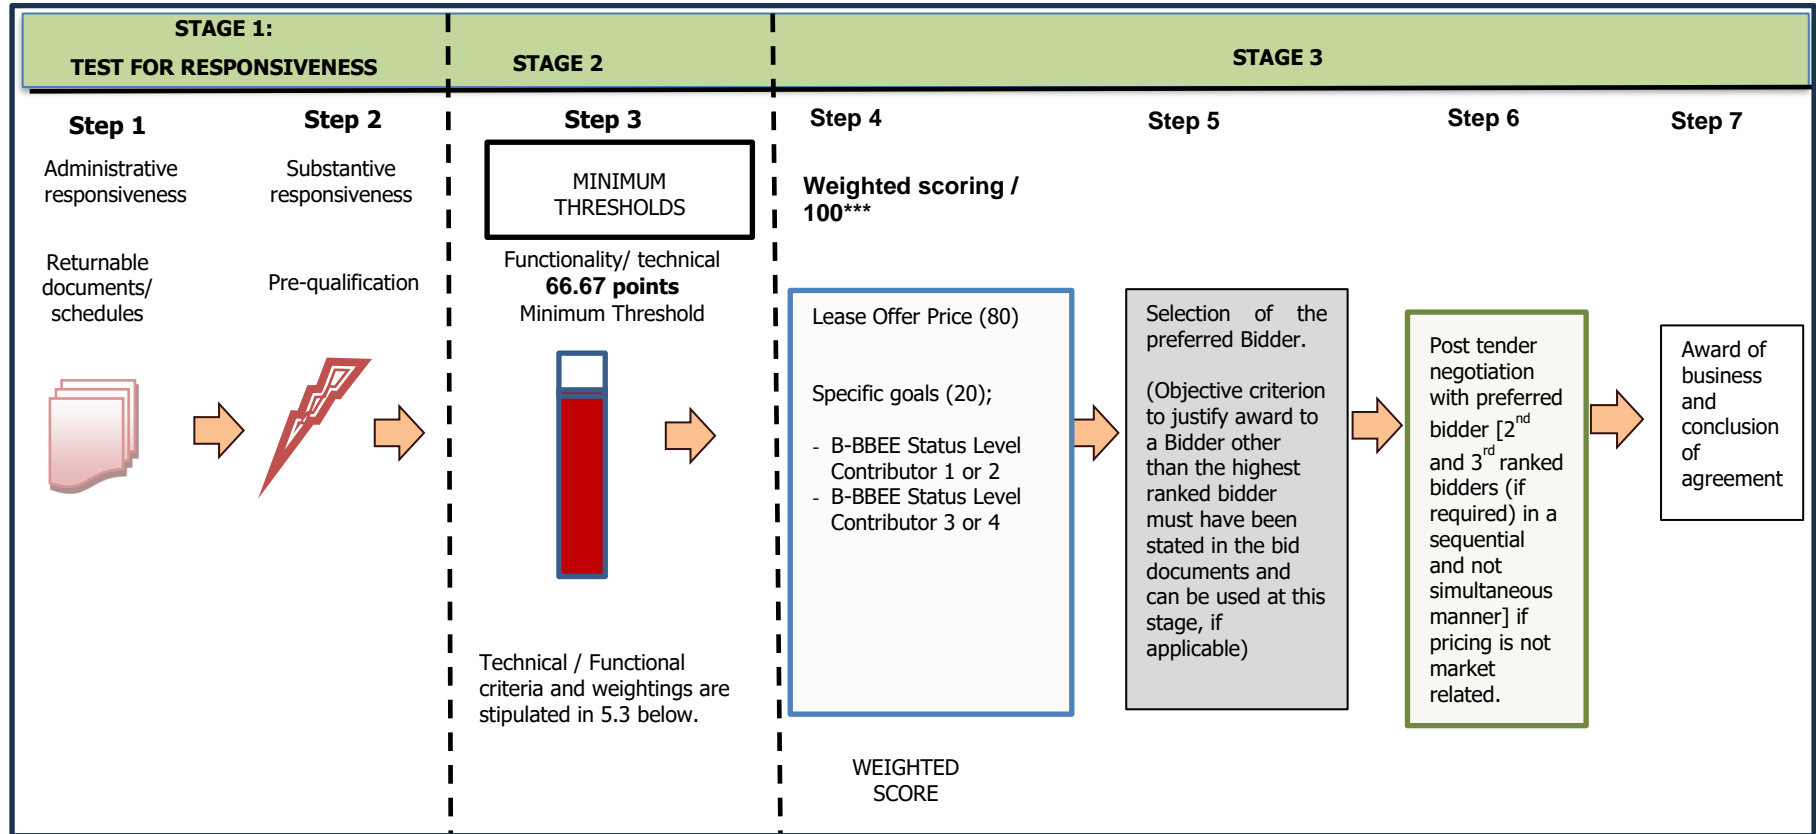 STAGE 1:
TEST FOR RESPONSIVENESS
STAGE 2
STAGE 3
Step 1
Administrative
responsiveness
Returnable
documents/
schedules
Step 2
Substantive
responsiveness
Pre-qualification
Step 3
MINIMUM
THRESHOLDS
Functionality/ technical
66.67 points
Minimum Threshold
Technical / Functional
criteria and weightings are
stipulated in 5.3 below.
Step 4
Weighted scoring /
100***
Lease Offer Price (80)
Specific goals (20);
- B-BBEE Status Level
Contributor 1 or 2
- B-BBEE Status Level
Contributor 3 or 4
WEIGHTED
SCORE
Step 5
Selection of the
preferred Bidder.
(Objective criterion
to justify award to
a Bidder other
than the highest
ranked bidder
must have been
stated in the bid
documents and
can be used at this
stage, if
applicable)
Step 6
Post tender
negotiation
with preferred
bidder [2nd
and 3rd ranked
bidders (if
required) in a
sequential
and not
simultaneous
manner] if
pricing is not
market
related.
Step 7
Award of
business
and
conclusion
of
agreement